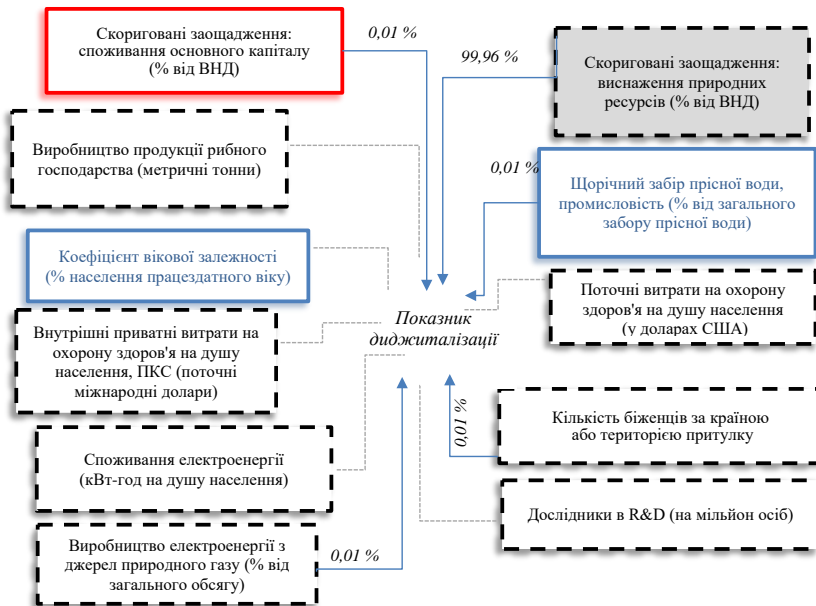 Скориговані заощадження:
споживання основного капіталу
(% від ВНД)
0,01 %
99,96 %
Скориговані заощадження:
виснаження природних
ресурсів (% від ВНД)
Виробництво продукції рибного
господарства (метричні тонни)
0,01 %
Щорічний забір прісної води,
промисловість (% від загального
забору прісної води)
Коефіцієнт вікової залежності
(% населення працездатного віку)
Поточні витрати на охорону
здоров'я на душу населення
(у доларах США)
Показник
диджиталізації
Внутрішні приватні витрати на
охорону здоров'я на душу
населення, ПКС (поточні
міжнародні долари)
0,01 %
Кількість біженців за країною
або територією притулку
Споживання електроенергії
(кВт-год на душу населення)
Дослідники в R&D (на мільйон осіб)
Виробництво електроенергії з
джерел природного газу (% від
загального обсягу)
0,01 %